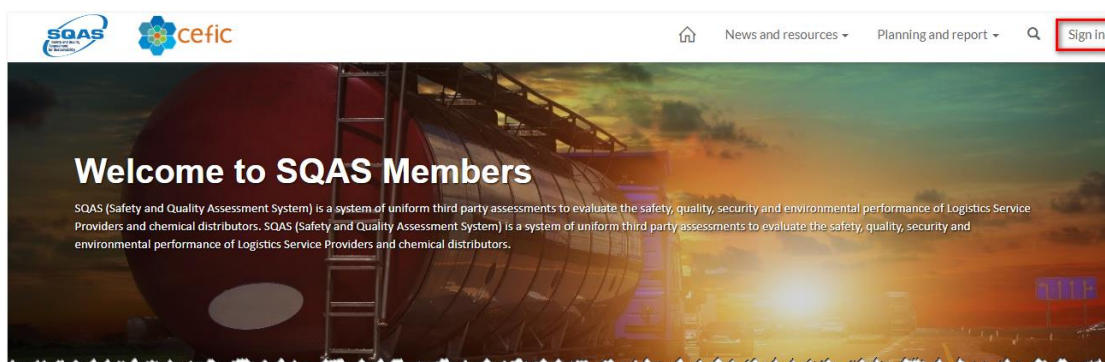 SQAS
cefic
News and resources
Planning and report
Sign in
Welcome to SQAS Members
SQAS (Safety and Quality Assessment System) is a system of uniform third party assessments to evaluate the safety, quality, security and environmental performance of Logistics Service
Providers and chemical distributors. SQAS (Safety and Quality Assessment System) is a system of uniform third party assessments to evaluate the safety, quality, security and
environmental performance of Logistics Service Providers and chemical distributors.